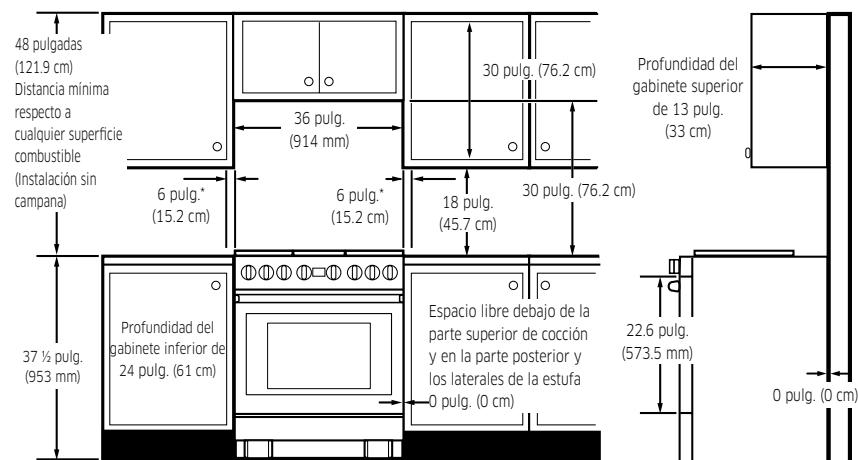 48 pulgadas
(121.9 cm)
Distancia mínima
respecto a
cualquier superficie
combustible
(Instalación sin
campana)
36 pulg.
(914 mm)
30 pulg. (76.2 cm)
Profundidad del
gabinete superior
de 13 pulg.
(33 cm)
6 pulg.*
(15.2 cm)
6 pulg.*
(15.2 cm)
18 pulg.
(45.7 cm)
30 pulg. (76.2 cm)
37 ½ pulg.
(953 mm)
Profundidad del
gabinete inferior de
24 pulg. (61 cm)
Espacio libre debajo de la
parte superior de cocción
y en la parte posterior y
los laterales de la estufa
0 pulg. (0 cm)
22.6 pulg.
(573.5 mm)
0 pulg. (0 cm)